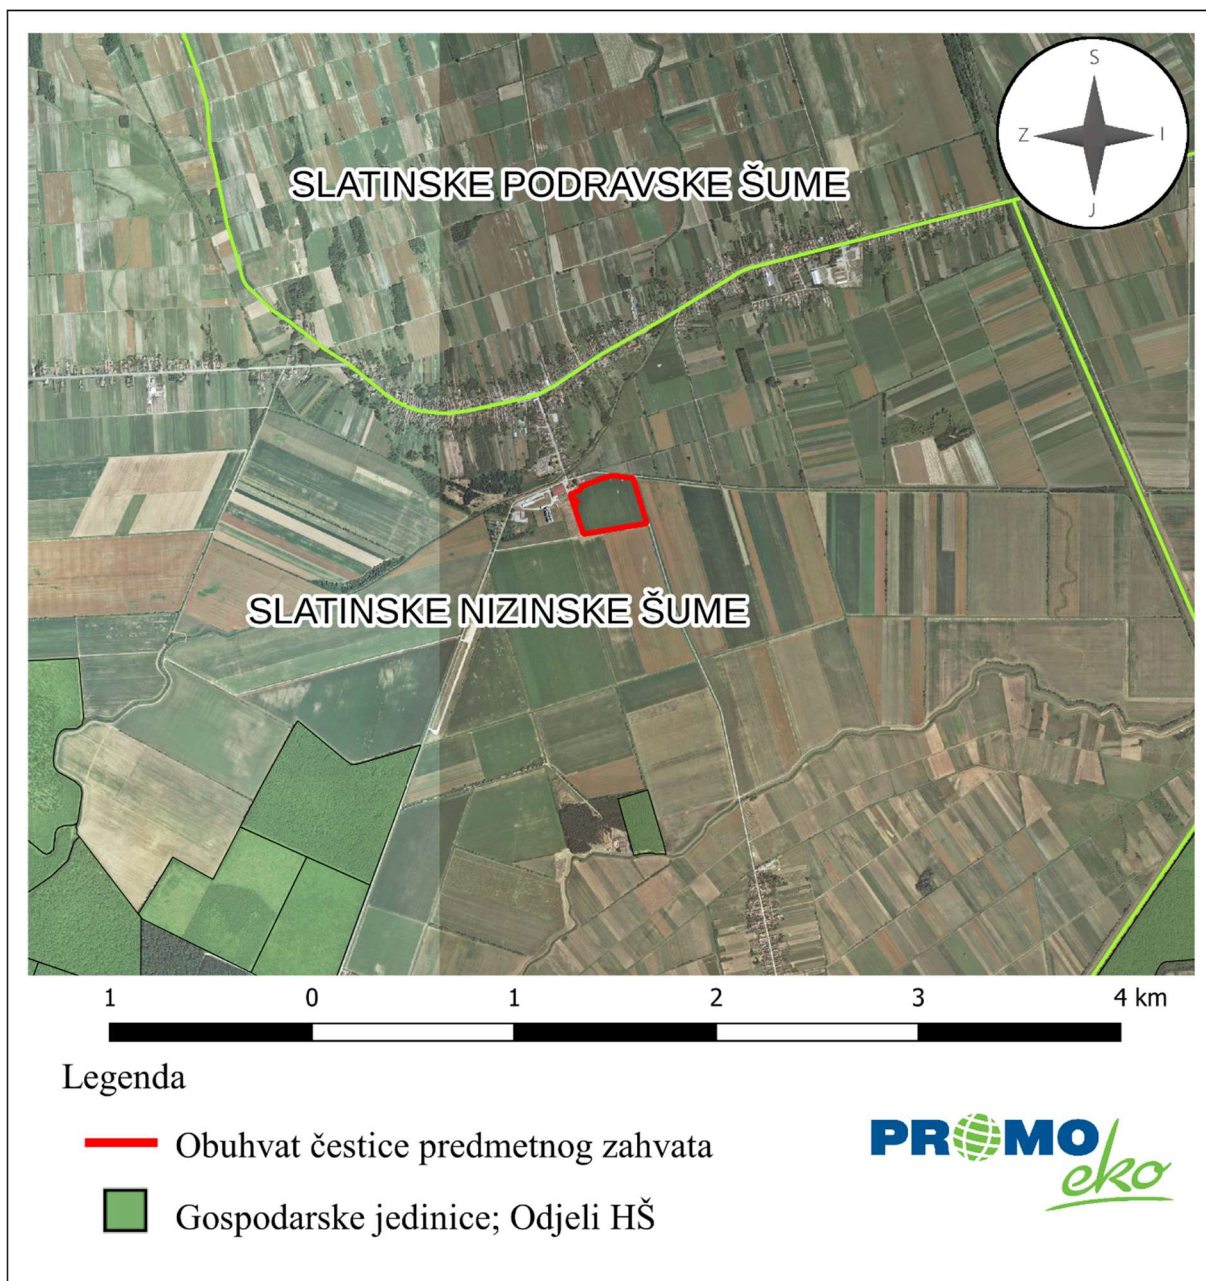 S
Z I
J
SLATINSKE PODRAVSKE ŠUME
SLATINSKE NIZINSKE ŠUME
1 0 1 2 3 4 km
Legenda
Obuhvat čestice predmetnog zahvata
Gospodarske jedinice; Odjeli HŠ
PROMO
eko